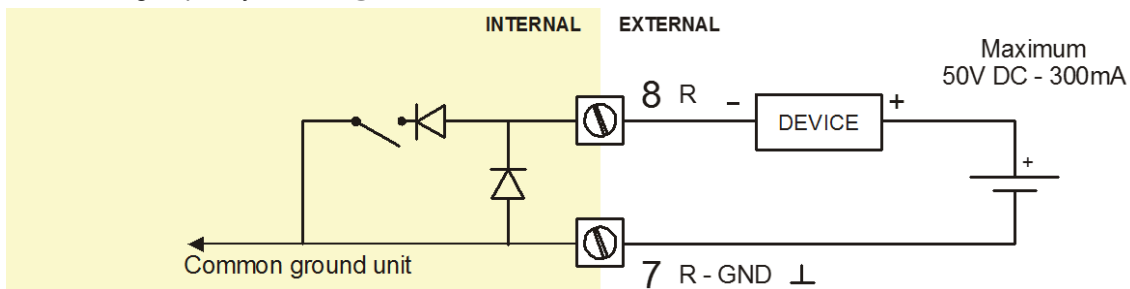 INTERNAL EXTERNAL
Maximum
50V DC - 300mA
8 R - DEVICE +
+
Common ground unit
7 R - GND ⊥